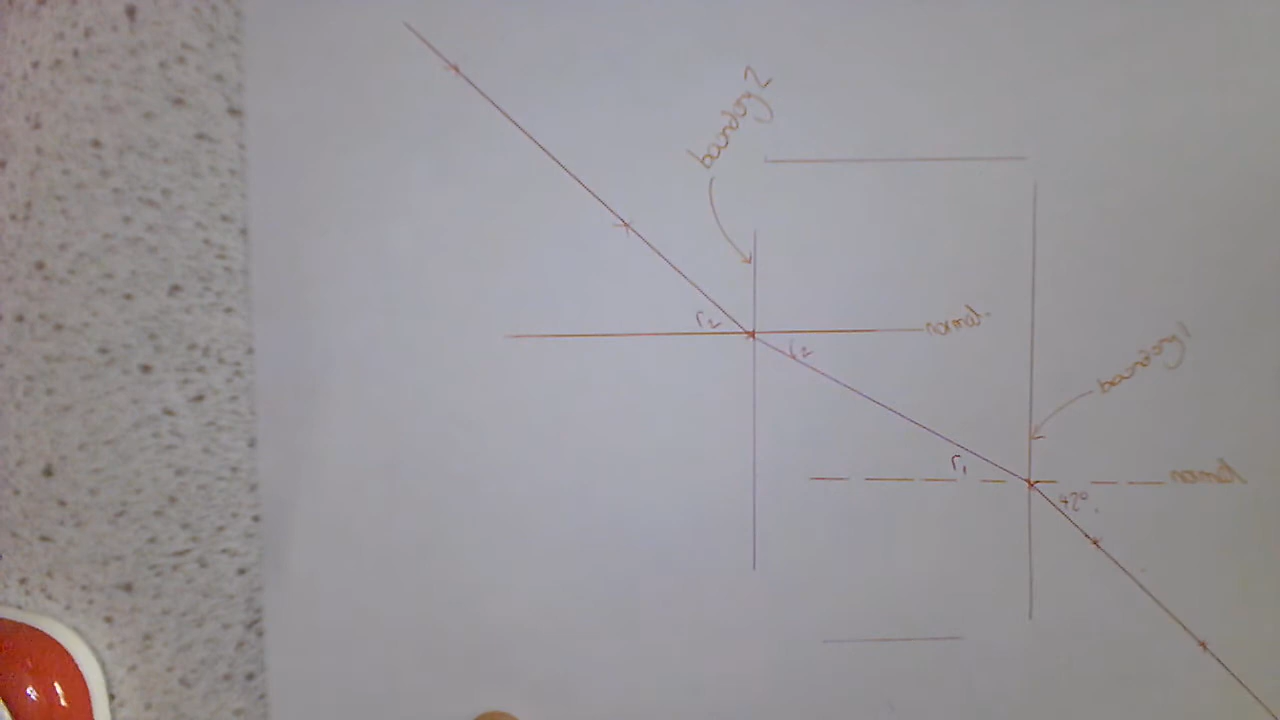 boundary 2
normal.
r₂
r₂
boundary 1
r₁
normal
42°.